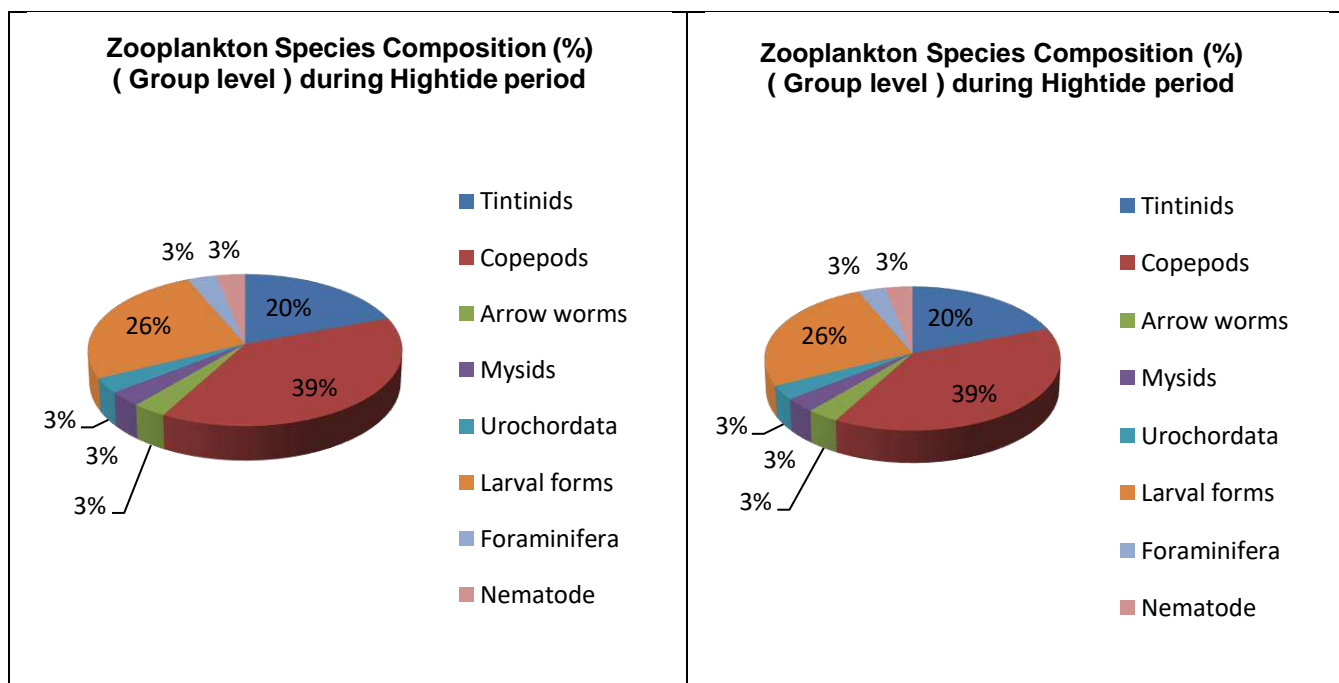 Zooplankton Species Composition (%)
( Group level ) during Hightide period
Tintinids
Copepods
Arrow worms
Mysids
Urochordata
Larval forms
Foraminifera
Nematode
3%
3%
20%
26%
39%
3%
3%
3%
Zooplankton Species Composition (%)
( Group level ) during Hightide period
Tintinids
Copepods
Arrow worms
Mysids
Urochordata
Larval forms
Foraminifera
Nematode
3%
3%
20%
26%
39%
3%
3%
3%